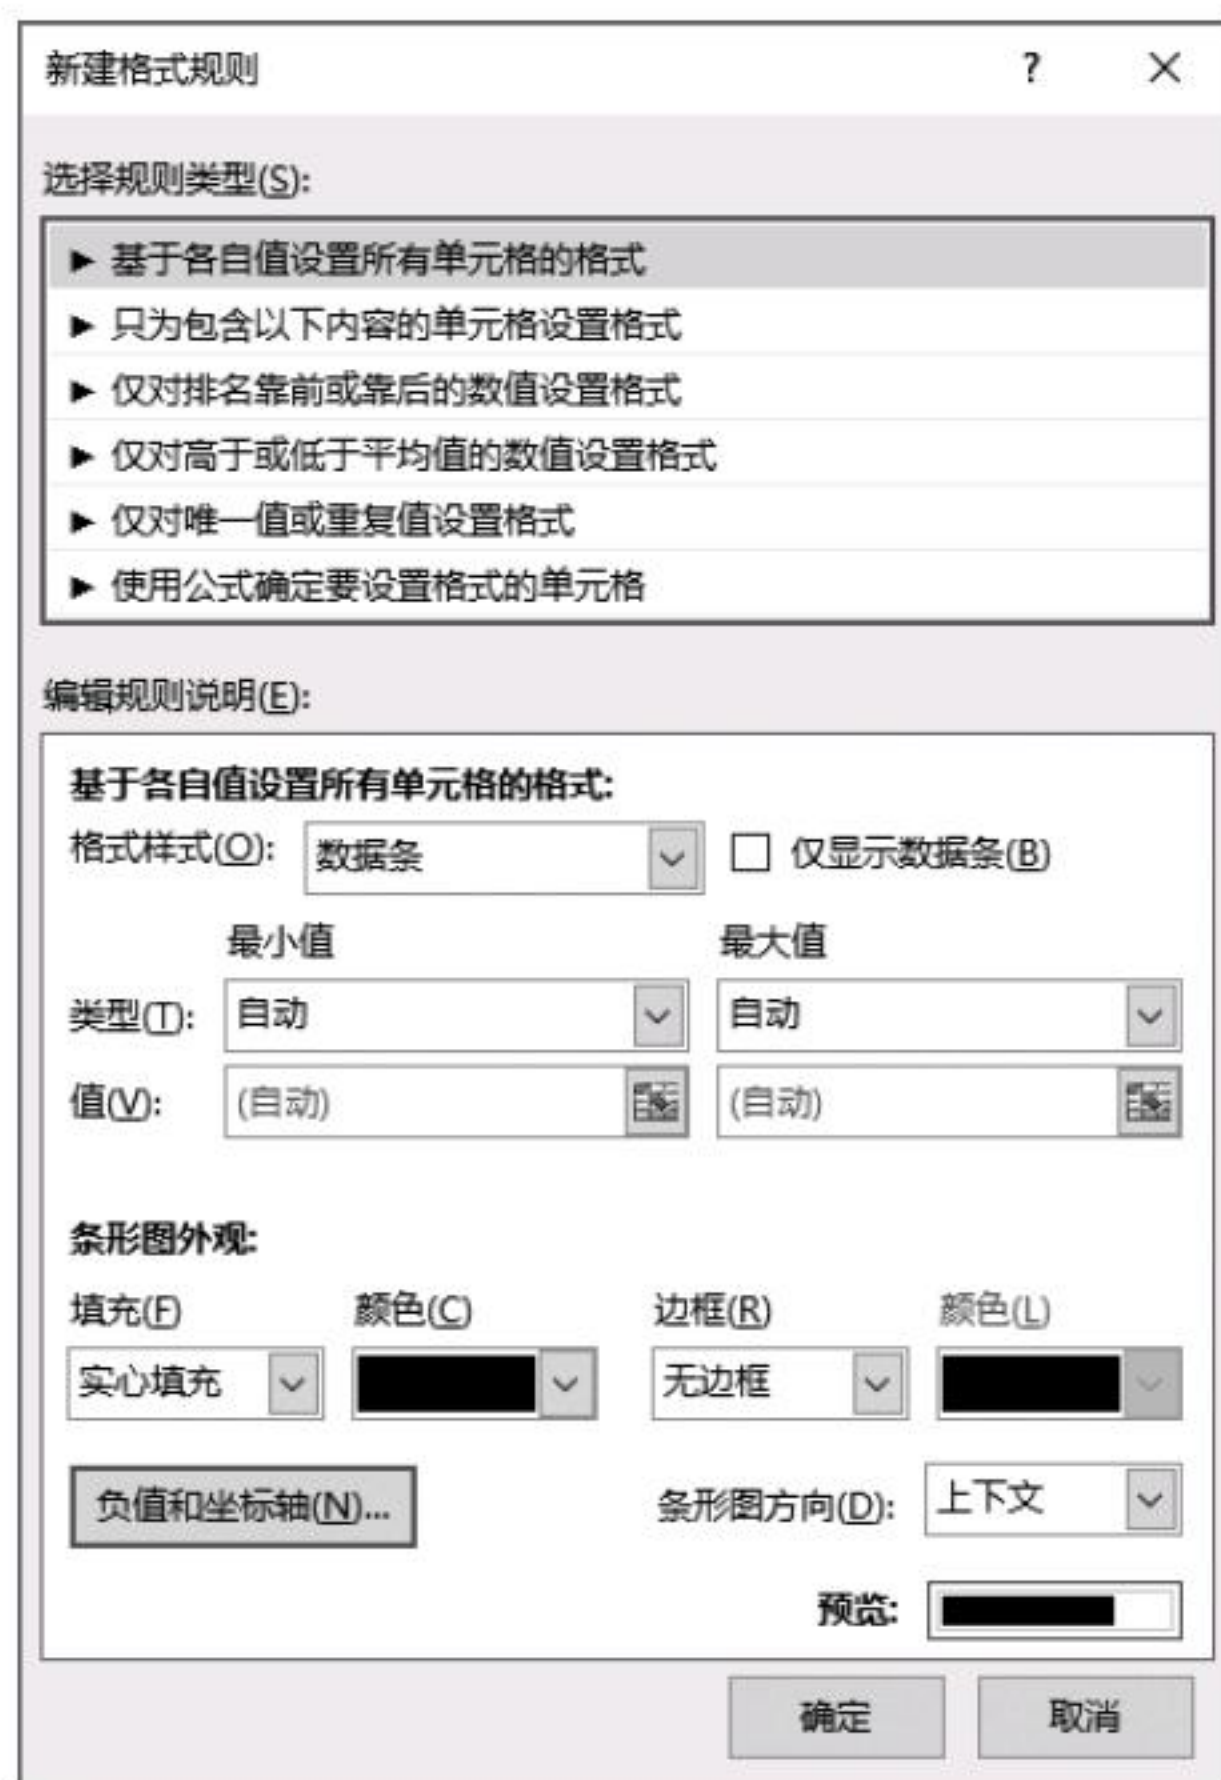 新建格式规则 ?
选择规则类型(S):
▶ 基于各自值设置所有单元格的格式
▶ 只为包含以下内容的单元格设置格式
▶ 仅对排名靠前或靠后的数值设置格式
▶ 仅对高于或低于平均值的数值设置格式
▶ 仅对唯一值或重复值设置格式
▶ 使用公式确定要设置格式的单元格
编辑规则说明(E):
基于各自值设置所有单元格的格式:
格式样式(O): 数据条 仅显示数据条(B)
最小值 最大值
类型(T): 自动 自动
值(V): (自动) (自动)
条形图外观:
填充(F) 颜色(C) 边框(R) 颜色(L)
实心填充 无边框
负值和坐标轴(N)... 条形图方向(D): 上下文
预览:
确定 取消